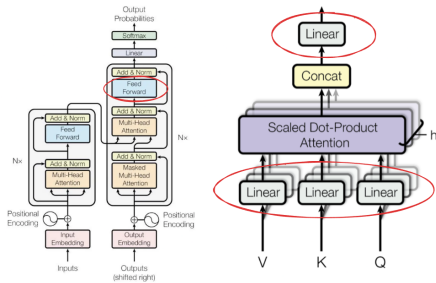 Output
Probabilities
Softmax
Linear
Add & Norm
Feed
Forward
Add & Norm
Multi-Head
Attention
Add & Norm
Masked
Multi-Head
Attention
Nx
Add & Norm
Feed
Forward
Add & Norm
Multi-Head
Attention
Nx
Positional
Encoding
Positional
Encoding
Input
Embedding
Output
Embedding
Inputs
Outputs
(shifted right)
Linear
Concat
Scaled Dot-Product
Attention
h
Linear
Linear
Linear
V
K
Q